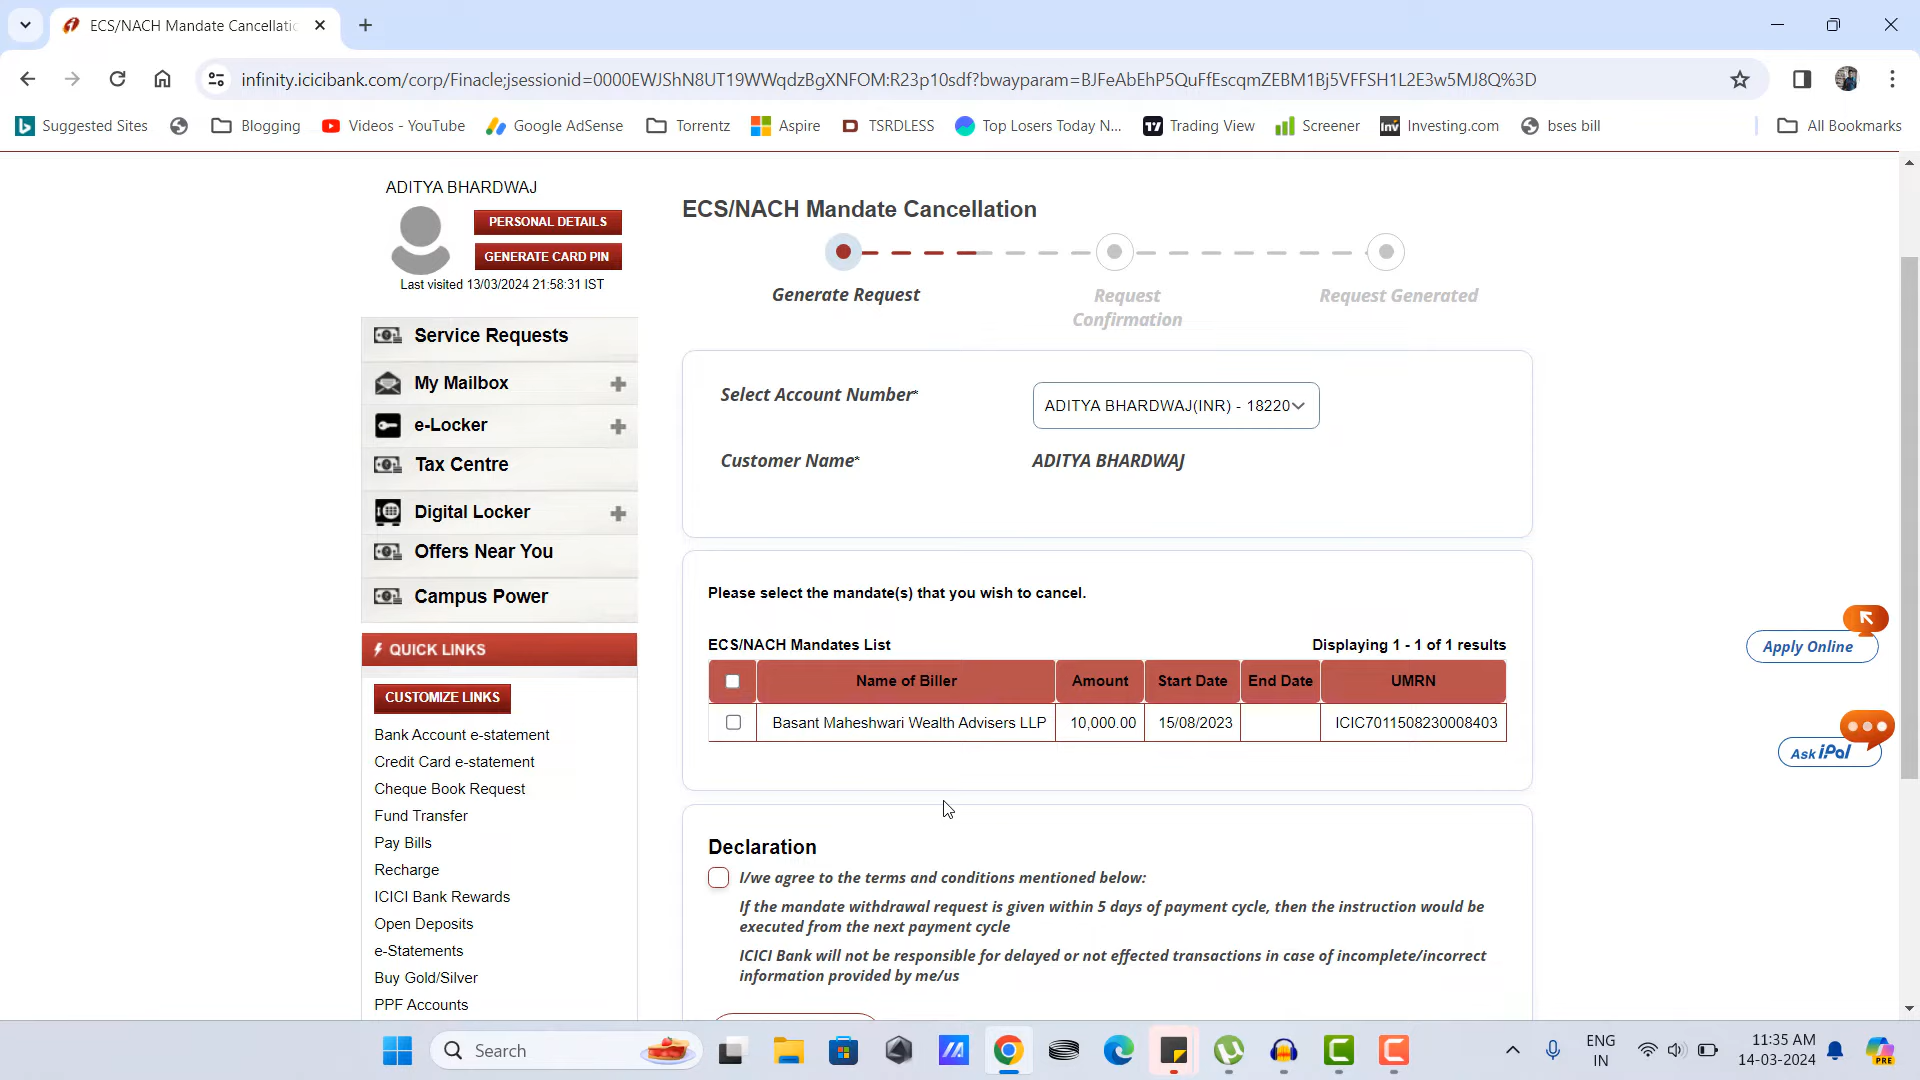 ECS/NACH Mandate Cancellatio
infinity.icicibank.com/corp/Finacle;jsessionid=0000EWJShN8UT19WWqdzBgXNFOM:R23p10sdf?bwayparam=BJFeAbEhP5QuFfEscqmZEBM1Bj5VFFSH1L2E3w5MJ8Q%3D
Suggested Sites
Blogging
Videos - YouTube
Google AdSense
Torrentz
Aspire
TSRDLESS
Top Losers Today N...
Trading View
Screener
Investing.com
bses bill
All Bookmarks
ADITYA BHARDWAJ
PERSONAL DETAILS
GENERATE CARD PIN
Last visited 13/03/2024 21:58:31 IST
Service Requests
My Mailbox
e-Locker
Tax Centre
Digital Locker
Offers Near You
Campus Power
QUICK LINKS
CUSTOMIZE LINKS
Bank Account e-statement
Credit Card e-statement
Cheque Book Request
Fund Transfer
Pay Bills
Recharge
ICICI Bank Rewards
Open Deposits
e-Statements
Buy Gold/Silver
PPF Accounts
ECS/NACH Mandate Cancellation
Generate Request
Request
Confirmation
Request Generated
Select Account Number*
ADITYA BHARDWAJ(INR) - 18220
Customer Name*
ADITYA BHARDWAJ
Please select the mandate(s) that you wish to cancel.
ECS/NACH Mandates List
Displaying 1 - 1 of 1 results
Name of Biller Amount Start Date End Date UMRN
Basant Maheshwari Wealth Advisers LLP 10,000.00 15/08/2023 ICIC7011508230008403
Declaration
I/we agree to the terms and conditions mentioned below:
If the mandate withdrawal request is given within 5 days of payment cycle, then the instruction would be
executed from the next payment cycle
ICICI Bank will not be responsible for delayed or not effected transactions in case of incomplete/incorrect
information provided by me/us
Apply Online
Ask iPal
Search
ENG
IN
11:35 AM
14-03-2024
PRE